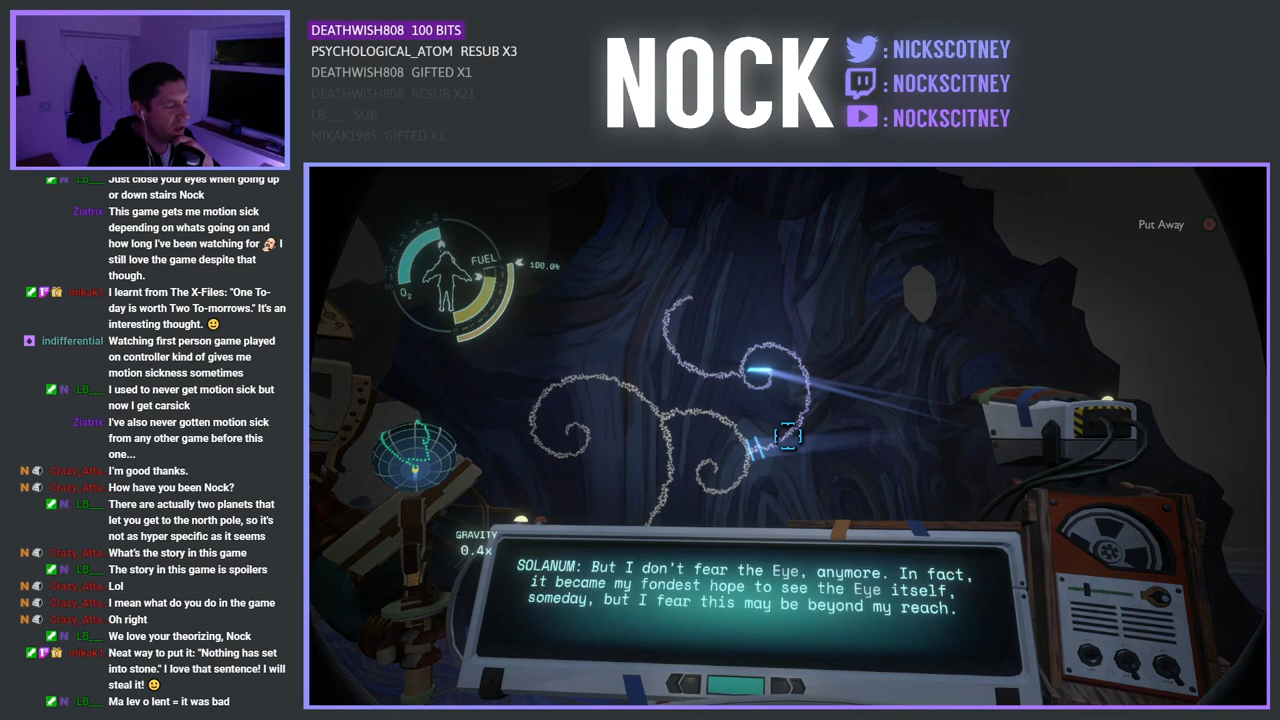 DEATHWISH808 100 BITS
PSYCHOLOGICAL_ATOM RESUB X3
DEATHWISH808 GIFTED X1
DEATHWISH808 RESUB X21
LB___ SUB
MIKAK1985 GIFTED X1
NOCK
: NICKSCOTNEY
: NOCKSCITNEY
: NOCKSCITNEY
LB___ Just close your eyes when going up
or down stairs Nock
Ziatrix This game gets me motion sick
depending on whats going on and
how long I've been watching for I
still love the game despite that
though.
mikak1 I learnt from The X-Files: "One To-
day is worth Two To-morrows." It's an
interesting thought.
indifferential Watching first person game played
on controller kind of gives me
motion sickness sometimes
LB___ I used to never get motion sick but
now I get carsick
Ziatrix I've also never gotten motion sick
from any other game before this
one...
Crazy_Atta I'm good thanks.
Crazy_Atta How have you been Nock?
LB___ There are actually two planets that
let you get to the north pole, so it's
not as hyper specific as it seems
Crazy_Atta What's the story in this game
LB___ The story in this game is spoilers
Crazy_Atta Lol
Crazy_Atta I mean what do you do in the game
Crazy_Atta Oh right
LB___ We love your theorizing, Nock
mikak1 Neat way to put it: "Nothing has set
into stone." I love that sentence! I will
steal it!
LB___ Ma lev o lent = it was bad
Put Away
FUEL
100.0%
O2
GRAVITY
0.4x
SOLANUM: But I don't fear the Eye, anymore. In fact,
it became my fondest hope to see the Eye itself,
someday, but I fear this may be beyond my reach.